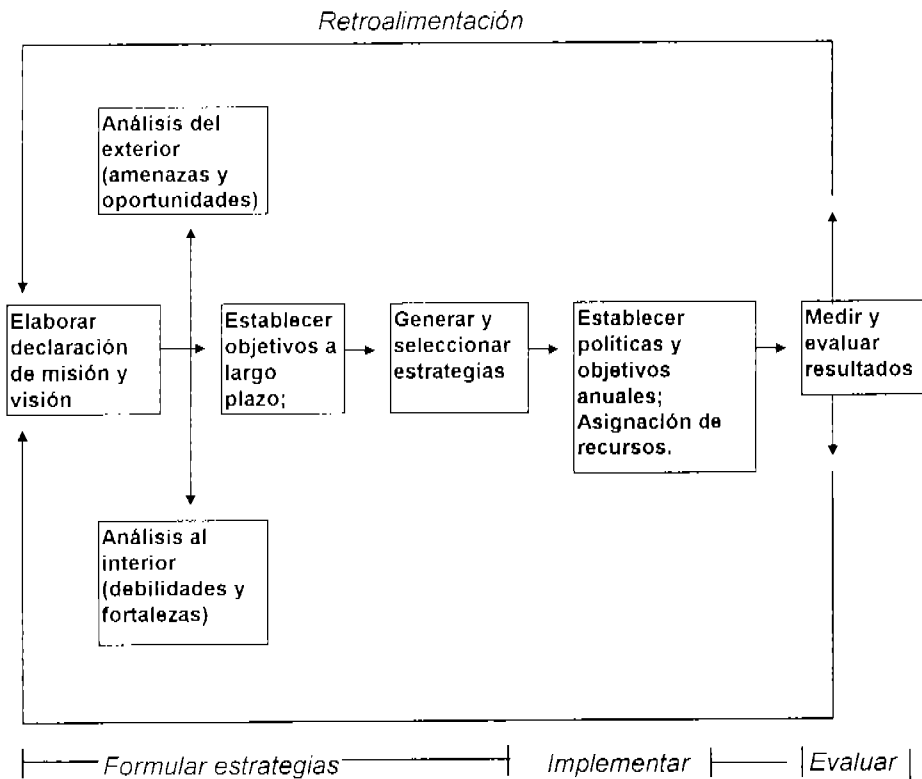 Retroalimentación
Análisis del
exterior
(amenazas y
oportunidades)
Elaborar
declaración
de misión y
visión
Establecer
objetivos a
largo
plazo;
Generar y
seleccionar
estrategias
Establecer
políticas y
objetivos
anuales;
Asignación de
recursos.
Medir y
evaluar
resultados
Análisis al
interior
(debilidades y
fortalezas)
Formular estrategias
Implementar
Evaluar